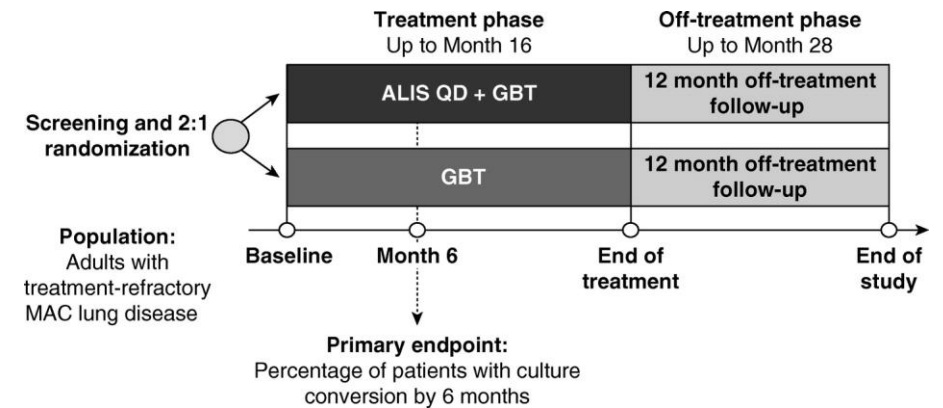 Treatment phase
Up to Month 16
Off-treatment phase
Up to Month 28
Screening and 2:1
randomization
ALIS QD + GBT
12 month off-treatment
follow-up
GBT
12 month off-treatment
follow-up
Population:
Adults with
treatment-refractory
MAC lung disease
Baseline
Month 6
End of
treatment
End of
study
Primary endpoint:
Percentage of patients with culture
conversion by 6 months